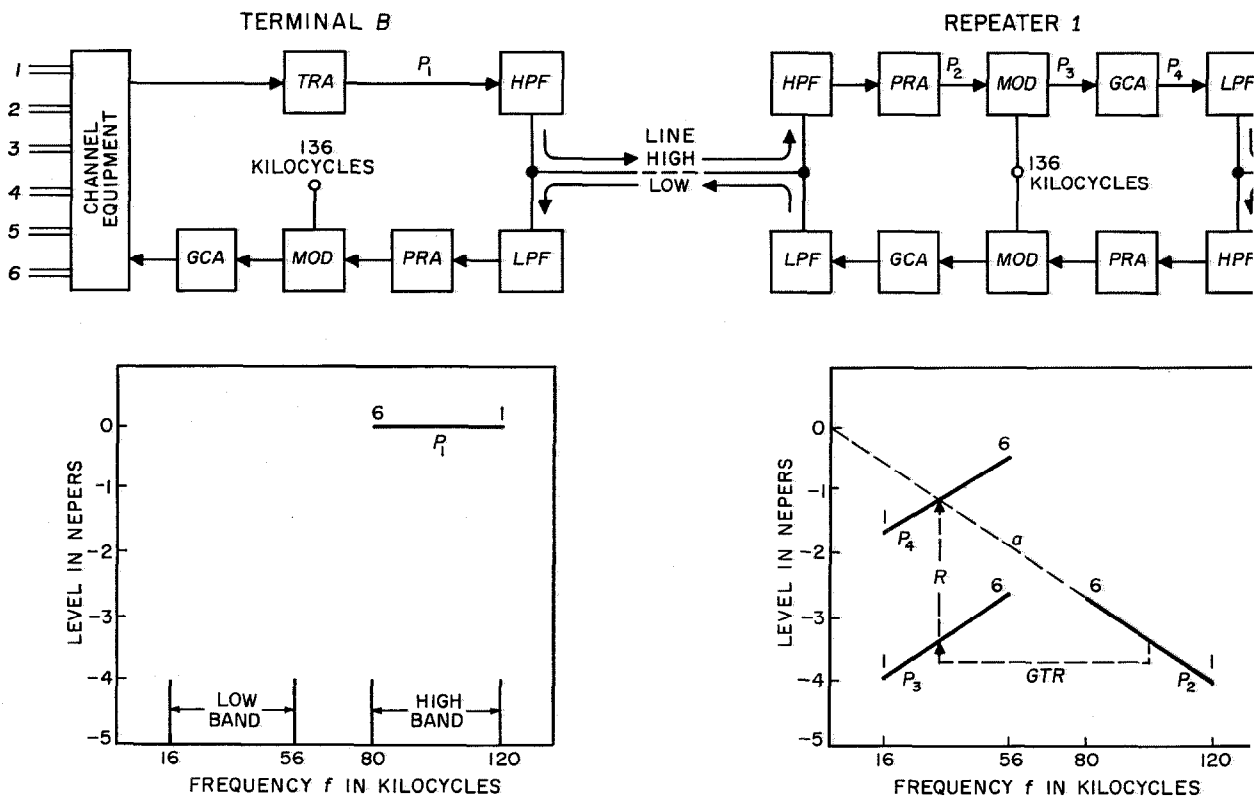 TERMINAL B
REPEATER 1
1
2
3
4
5
6
CHANNEL EQUIPMENT
TRA
P1
HPF
136
KILOCYCLES
GCA
MOD
PRA
LPF
LINE
HIGH
LOW
HPF
PRA
P2
MOD
P3
GCA
P4
LPF
136
KILOCYCLES
LPF
GCA
MOD
PRA
HPF
LEVEL IN NEPERS
0
-1
-2
-3
-4
-5
6
1
P1
LOW
BAND
HIGH
BAND
16
56
80
120
FREQUENCY f IN KILOCYCLES
LEVEL IN NEPERS
0
-1
-2
-3
-4
-5
6
1
P4
a
R
6
6
1
P3
GTR
P2
1
16
56
80
120
FREQUENCY f IN KILOCYCLES